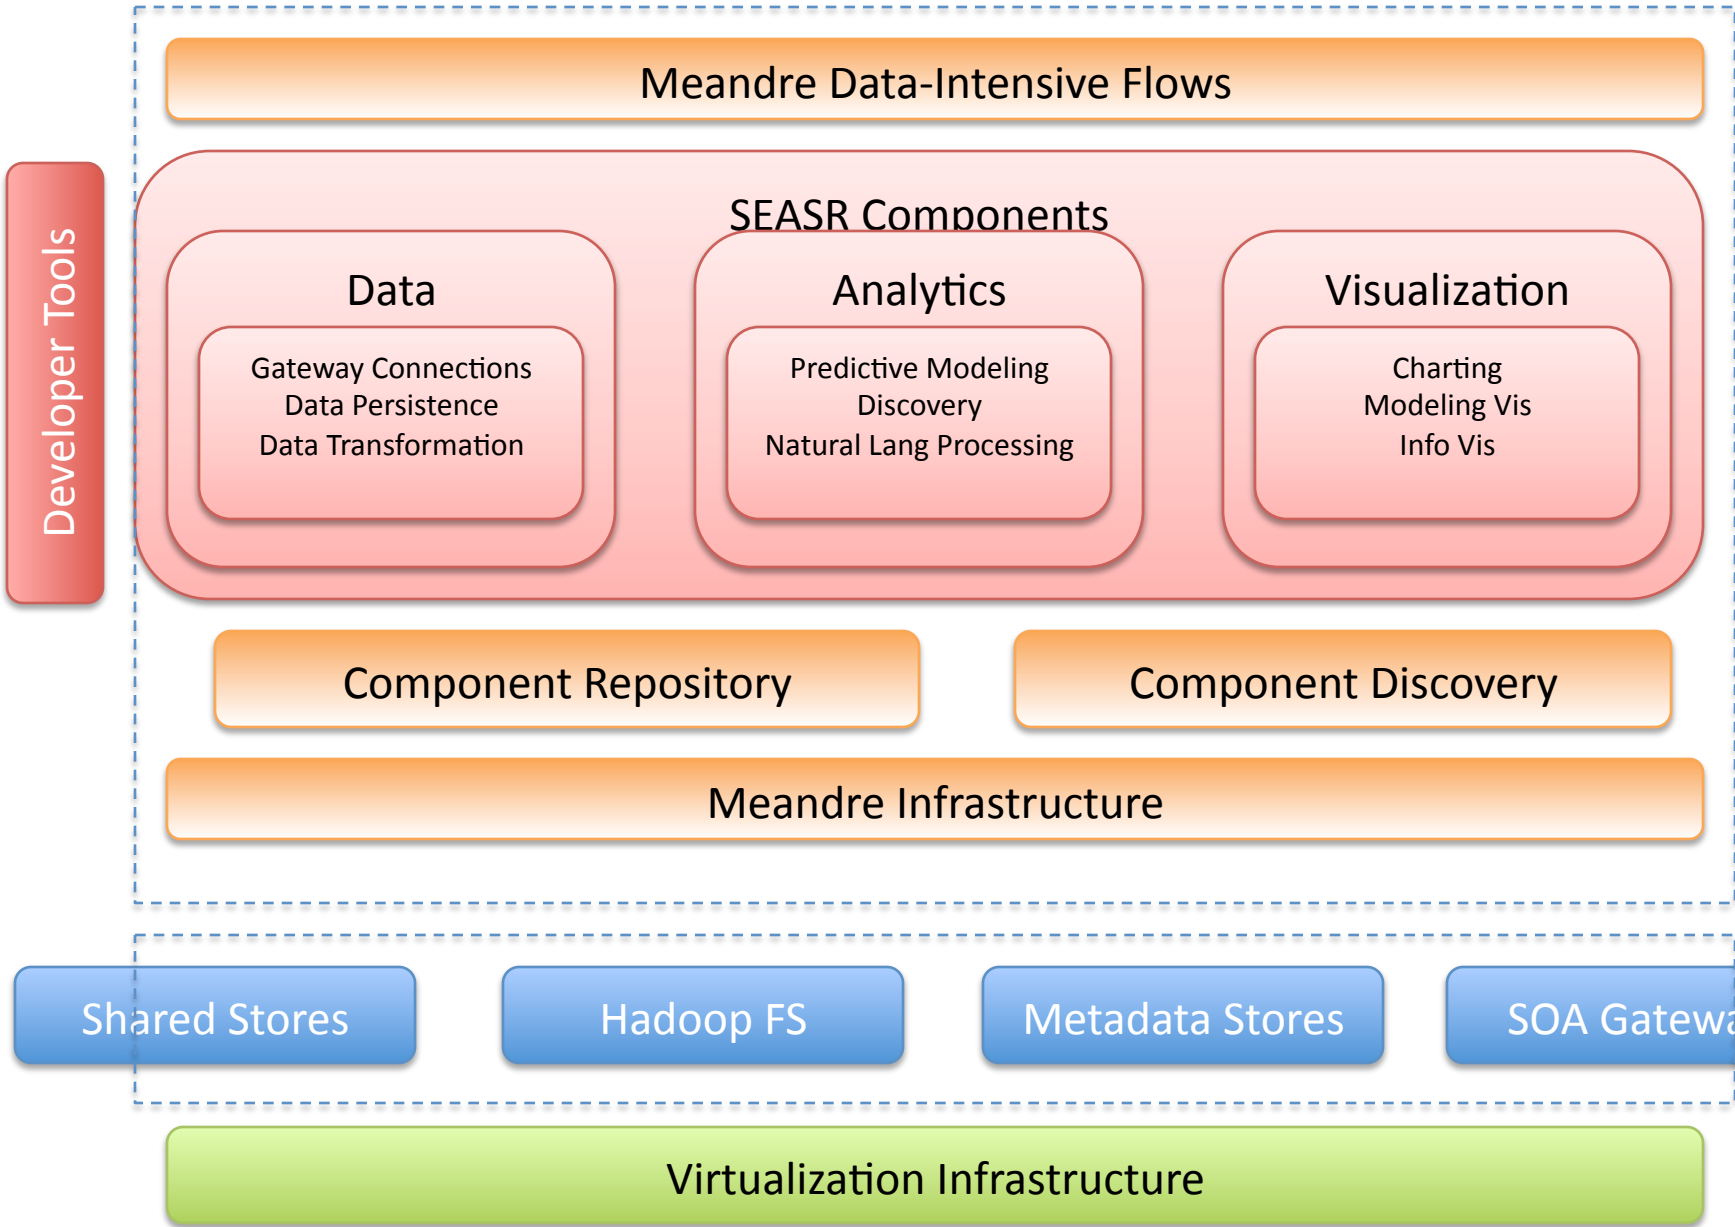 Meandre Data-Intensive Flows
Developer Tools
SEASR Components
Data
Gateway Connections
Data Persistence
Data Transformation
Analytics
Predictive Modeling
Discovery
Natural Lang Processing
Visualization
Charting
Modeling Vis
Info Vis
Component Repository
Component Discovery
Meandre Infrastructure
Shared Stores
Hadoop FS
Metadata Stores
SOA Gatewa
Virtualization Infrastructure